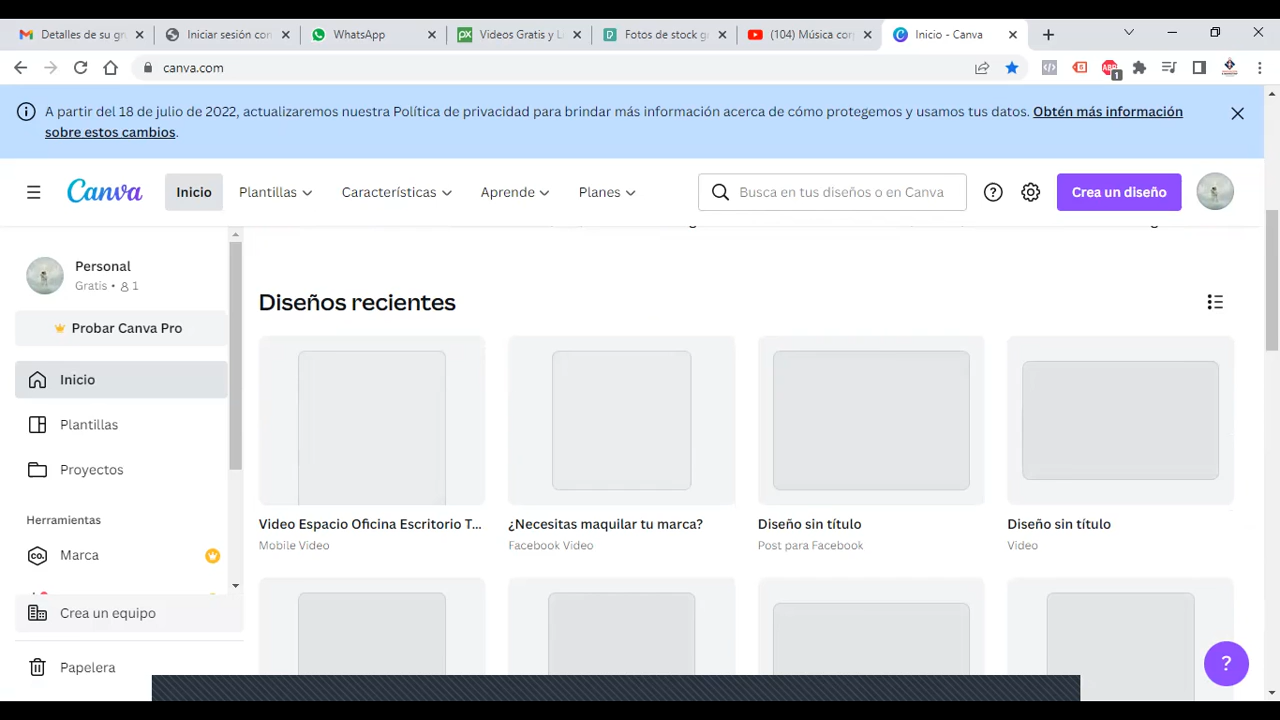 Detalles de su gr
Iniciar sesión con
WhatsApp
Videos Gratis y Li
Fotos de stock gr
(104) Música corp
Inicio - Canva
canva.com
A partir del 18 de julio de 2022, actualizaremos nuestra Política de privacidad para brindar más información acerca de cómo protegemos y usamos tus datos. Obtén más información
sobre estos cambios.
Canva
Inicio
Plantillas
Características
Aprende
Planes
Busca en tus diseños o en Canva
Crea un diseño
Personal
Gratis • 1
Probar Canva Pro
Inicio
Plantillas
Proyectos
Herramientas
Marca
Crea un equipo
Papelera
Diseños recientes
Video Espacio Oficina Escritorio T...
Mobile Video
¿Necesitas maquilar tu marca?
Facebook Video
Diseño sin título
Post para Facebook
Diseño sin título
Video
?